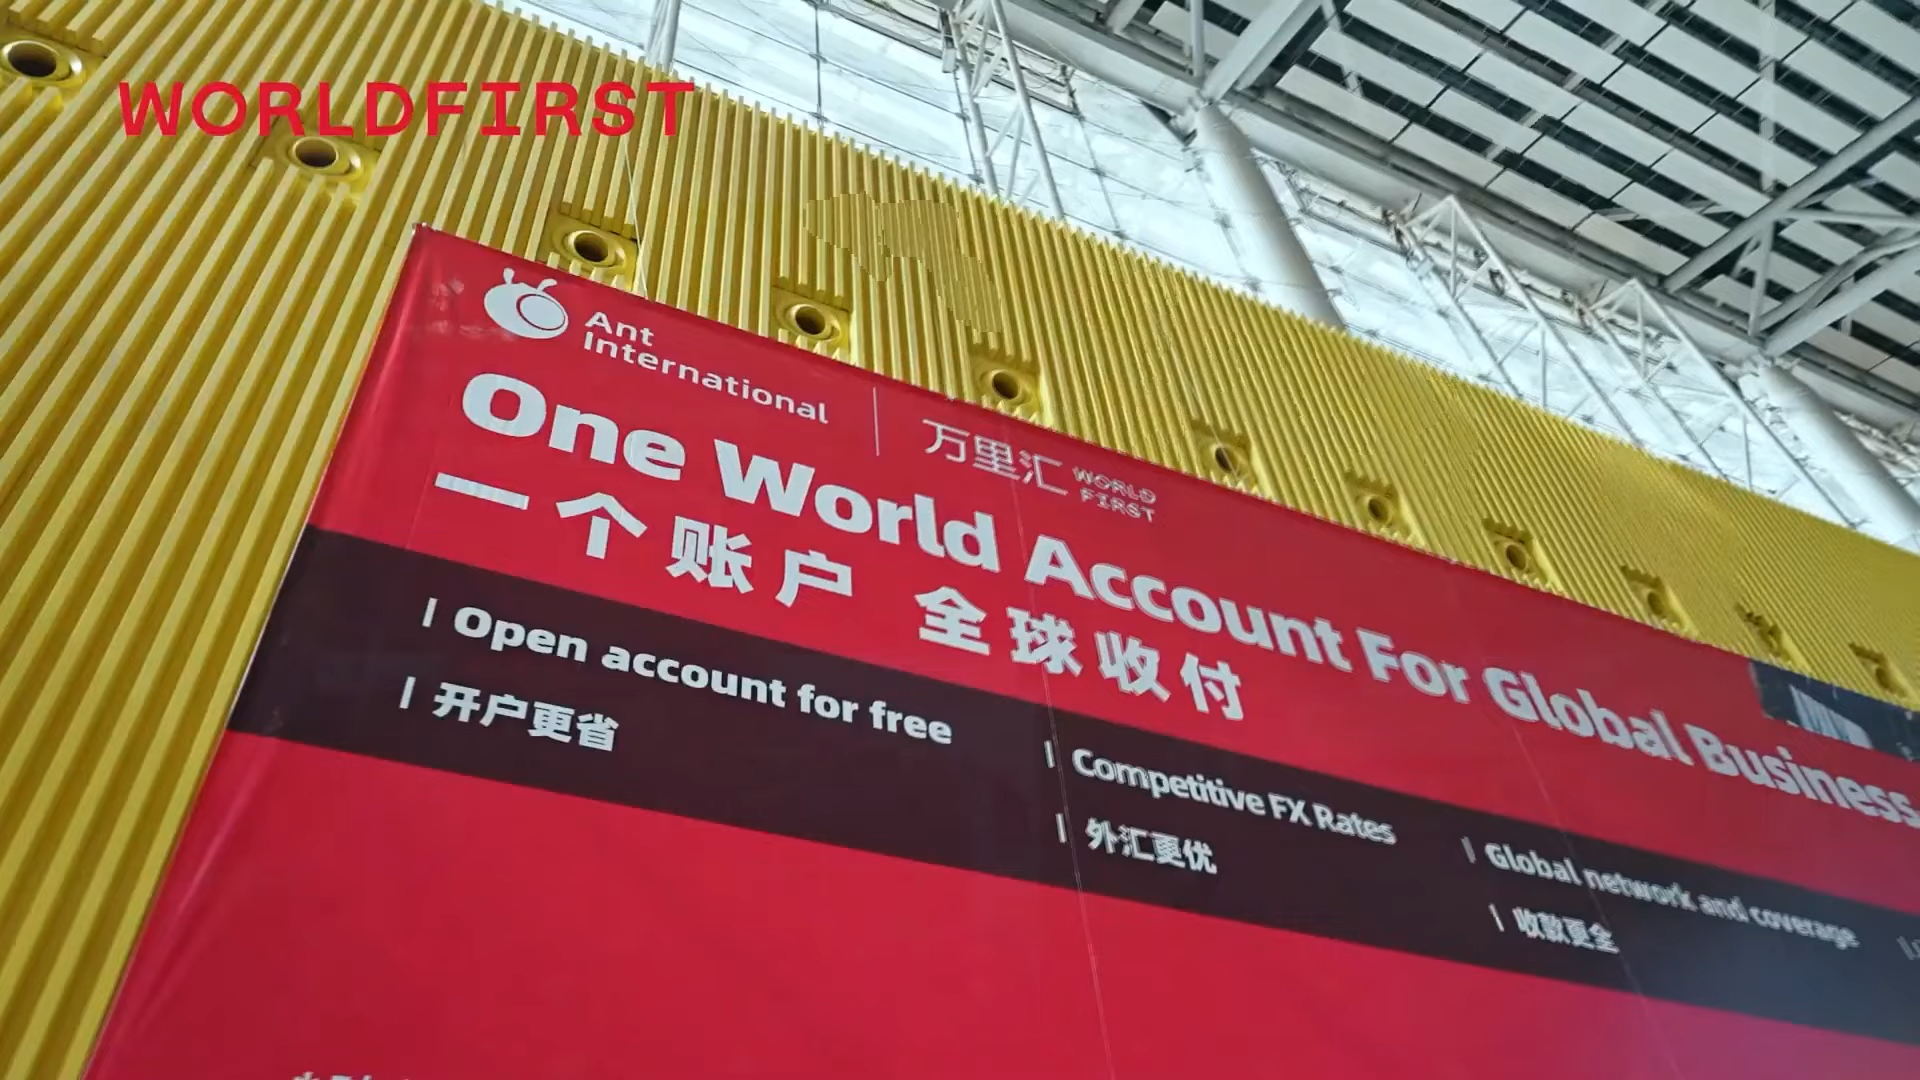 WORLDFIRST
Ant
International
万里汇 WORLD
FIRST
One World Account For Global Business
一个账户 全球收付
Open account for free
开户更省
Competitive FX Rates
外汇更优
Global network and coverage
收款更全